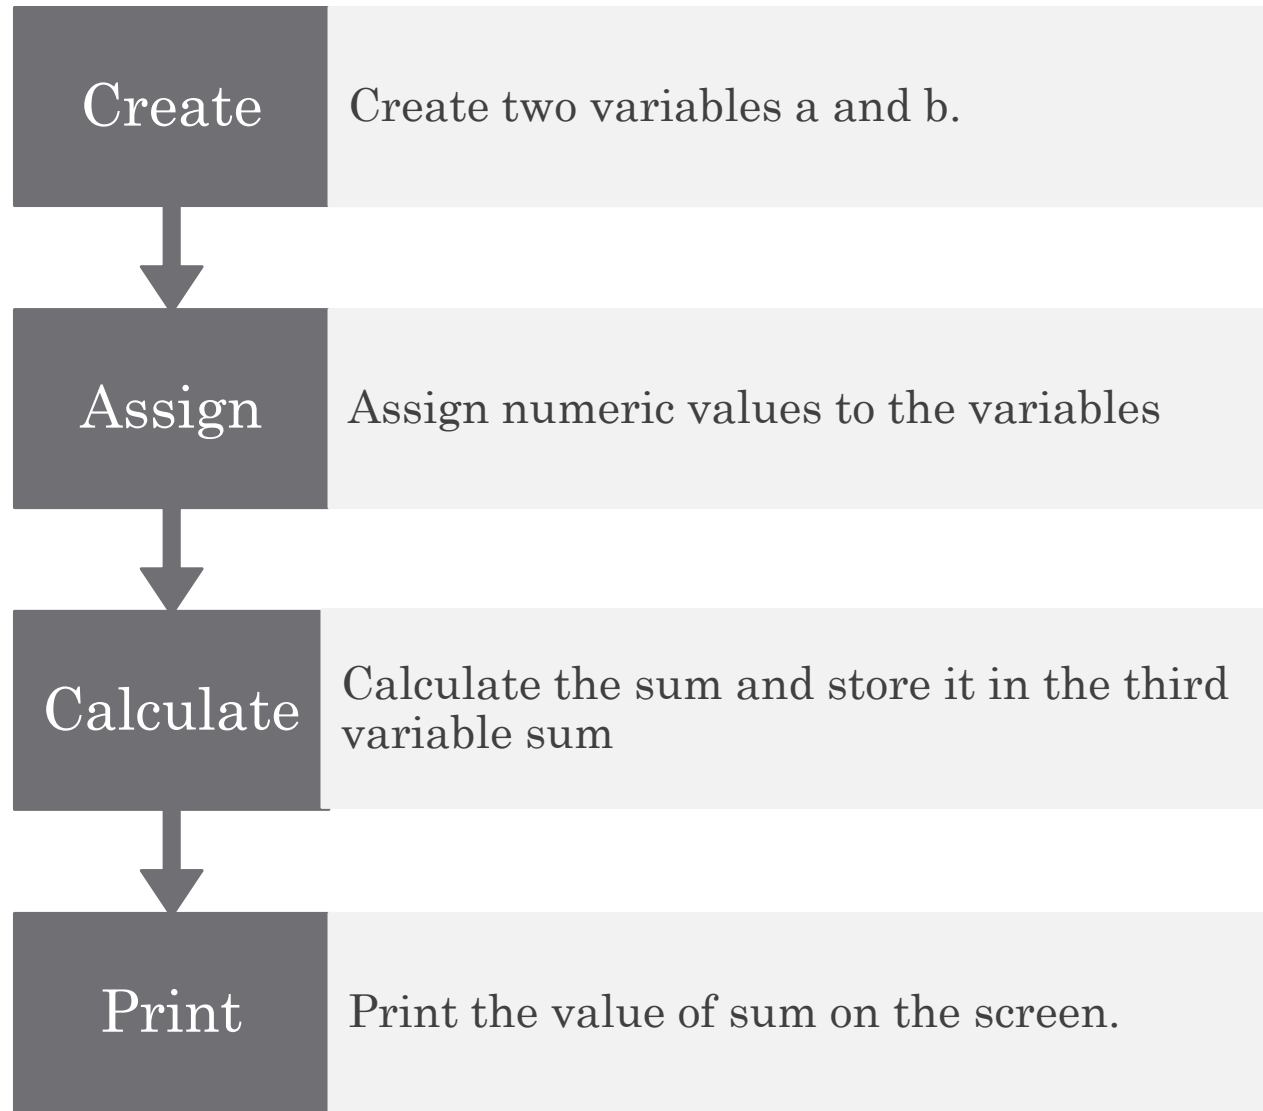 Create
Create two variables a and b.
Assign
Assign numeric values to the variables
Calculate
Calculate the sum and store it in the third
variable sum
Print
Print the value of sum on the screen.